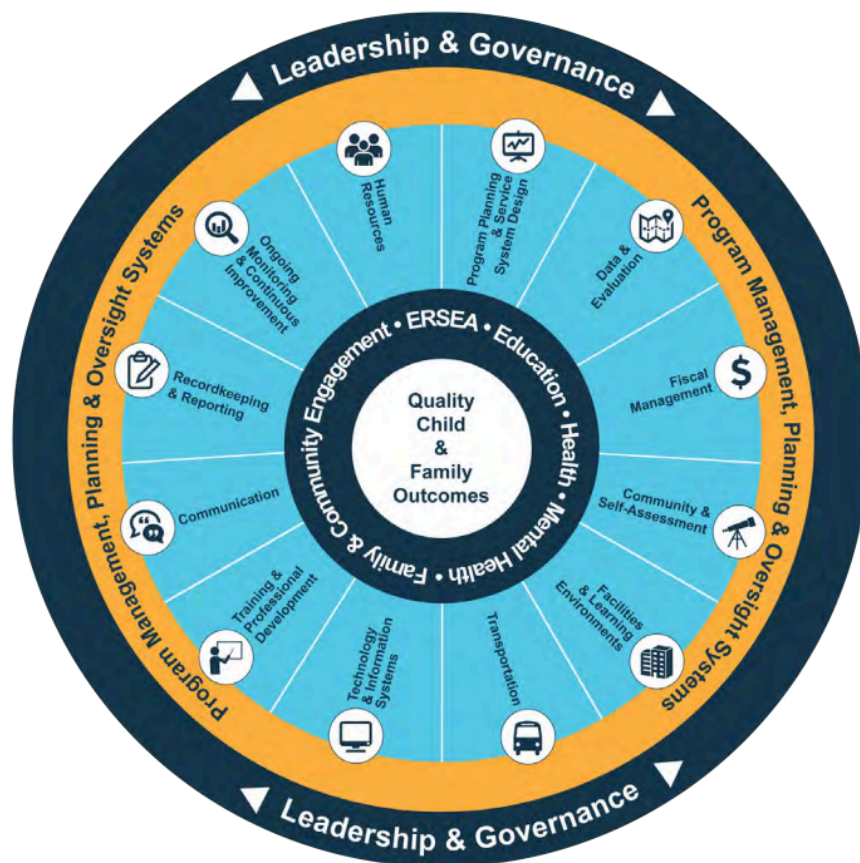 Leadership & Governance
Program Management, Planning & Oversight Systems
Program Management, Planning & Oversight Systems
Human
Resources
Program Planning
& Service
System Design
Data &
Evaluation
Fiscal
Management
$
Community &
Self-Assessment
Facilities
& Learning
Environments
Transportation
Technology
& Information
Systems
Training &
Professional
Development
Communication
Recordkeeping
& Reporting
Ongoing
Monitoring
& Continuous
Improvement
ERSEA • Education • Health • Mental Health • Family & Community Engagement •
Quality
Child
&
Family
Outcomes
Leadership & Governance